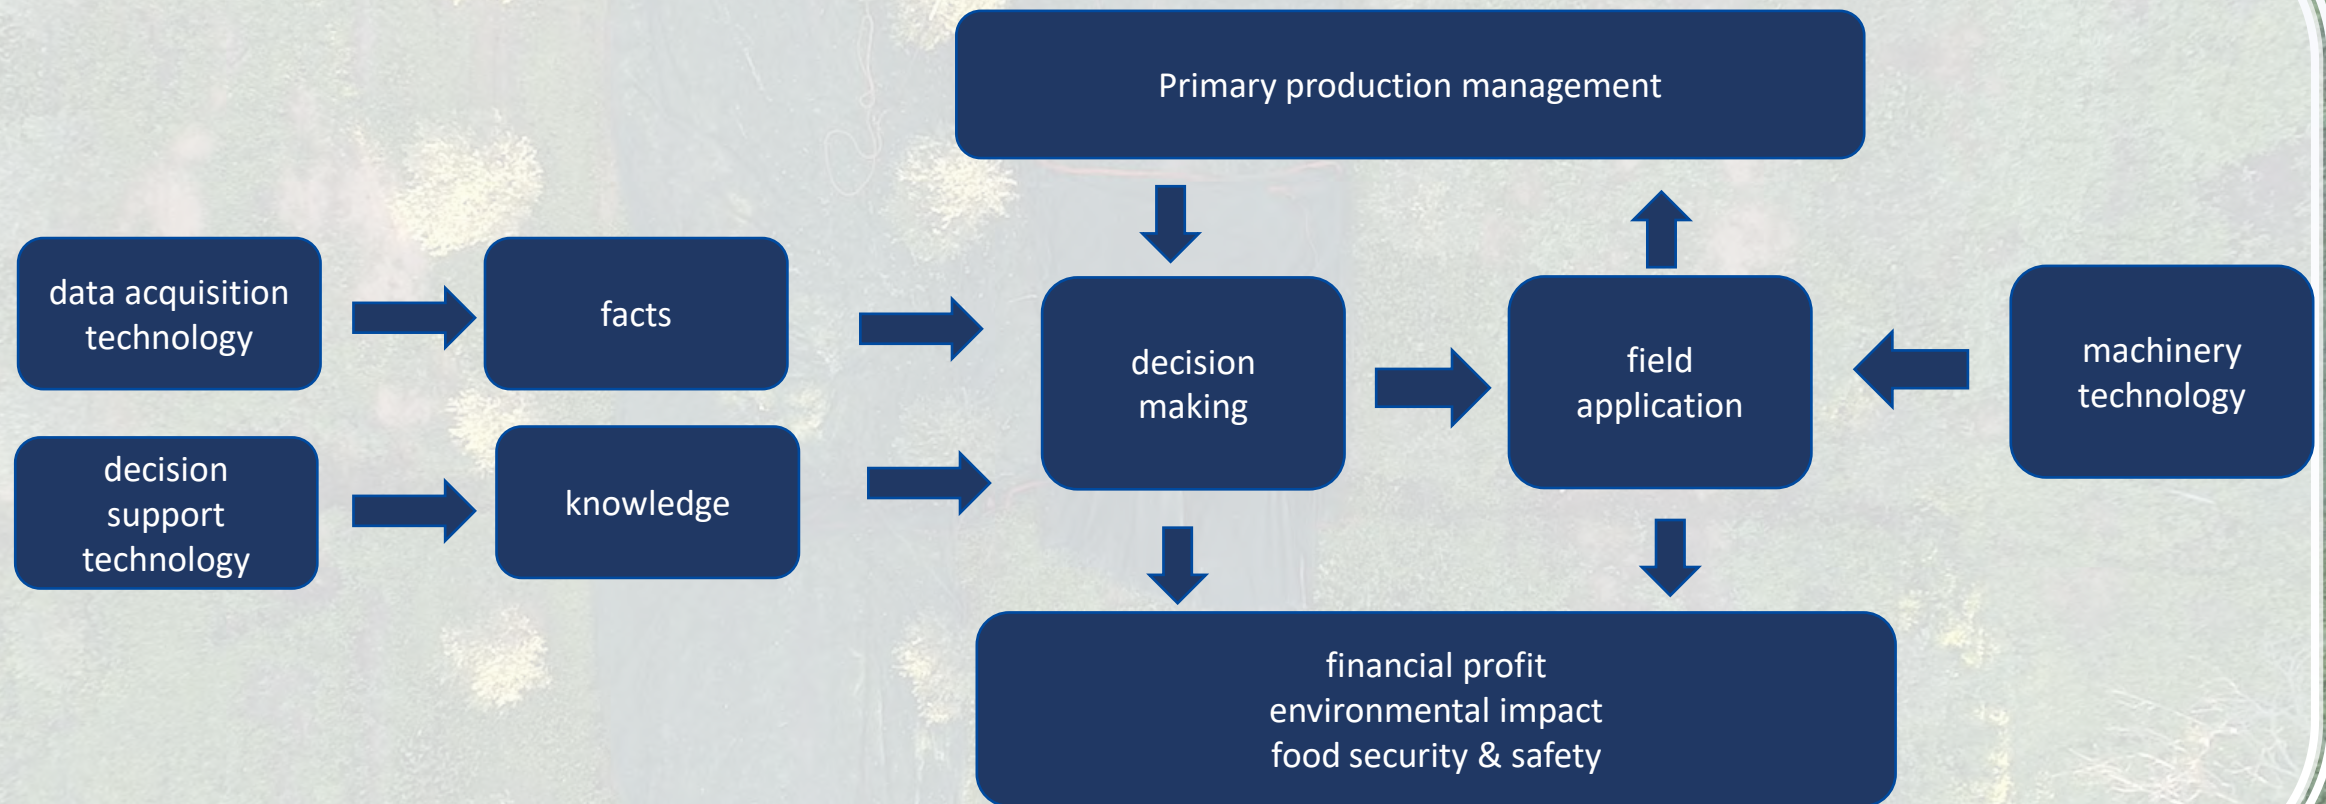 Primary production management
data acquisition
technology
facts
decision
making
field
application
machinery
technology
decision
support
technology
knowledge
financial profit
environmental impact
food security & safety